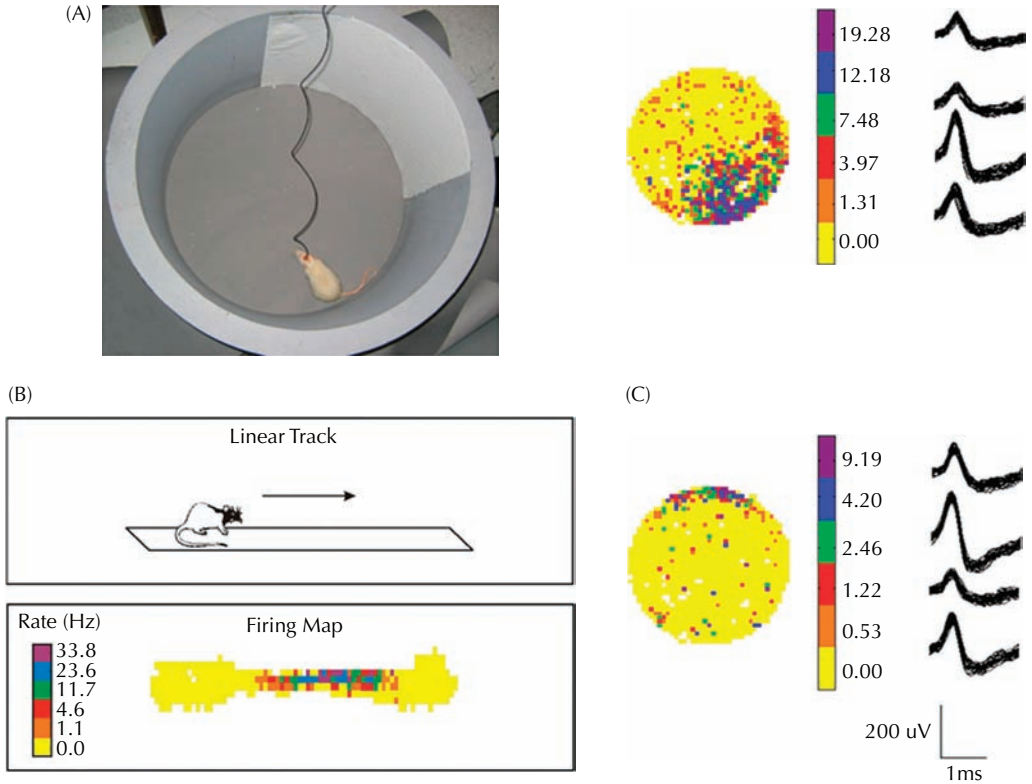 (A)
19.28
12.18
7.48
3.97
1.31
0.00
(B)
Linear Track
Rate (Hz)
33.8
23.6
11.7
4.6
1.1
0.0
Firing Map
(C)
9.19
4.20
2.46
1.22
0.53
0.00
200 uV
1ms